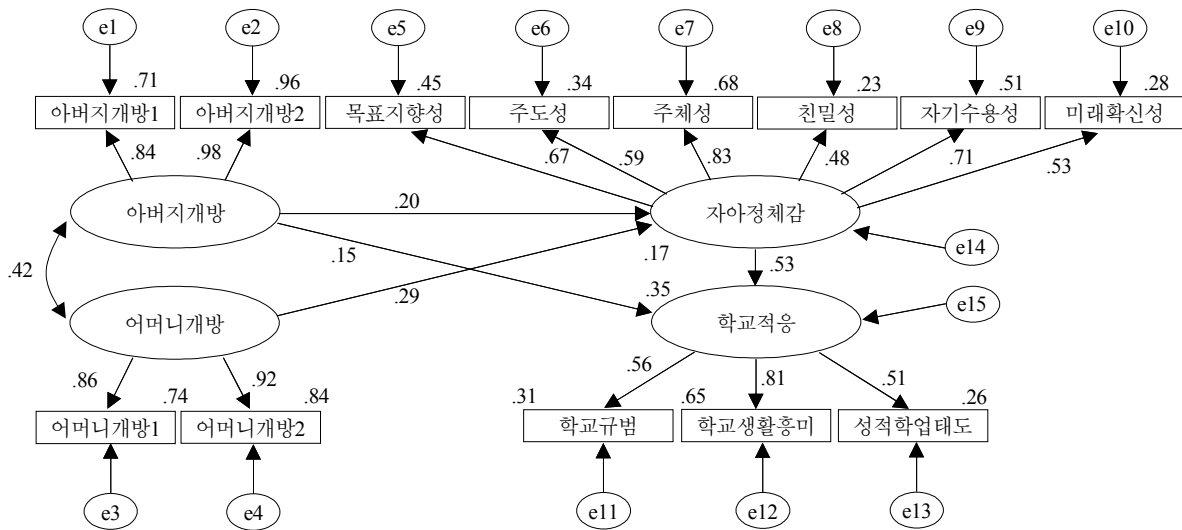 e1 e2 e5 e6 e7 e8 e9 e10
.71 .96 .45 .34 .68 .23 .51 .28
아버지개방1 아버지개방2 목표지향성 주도성 주체성 친밀성 자기수용성 미래확신성
.84 .98 .67 .59 .83 .48 .71 .53
아버지개방 .20 자아정체감
.15 .17 e14
.42 .53
.29 .35 e15
어머니개방 학교적응
.86 .92 .56 .81 .51
.74 .84 .31 .65 .26
어머니개방1 어머니개방2 학교규범 학교생활흥미 성적학업태도
e3 e4 e11 e12 e13